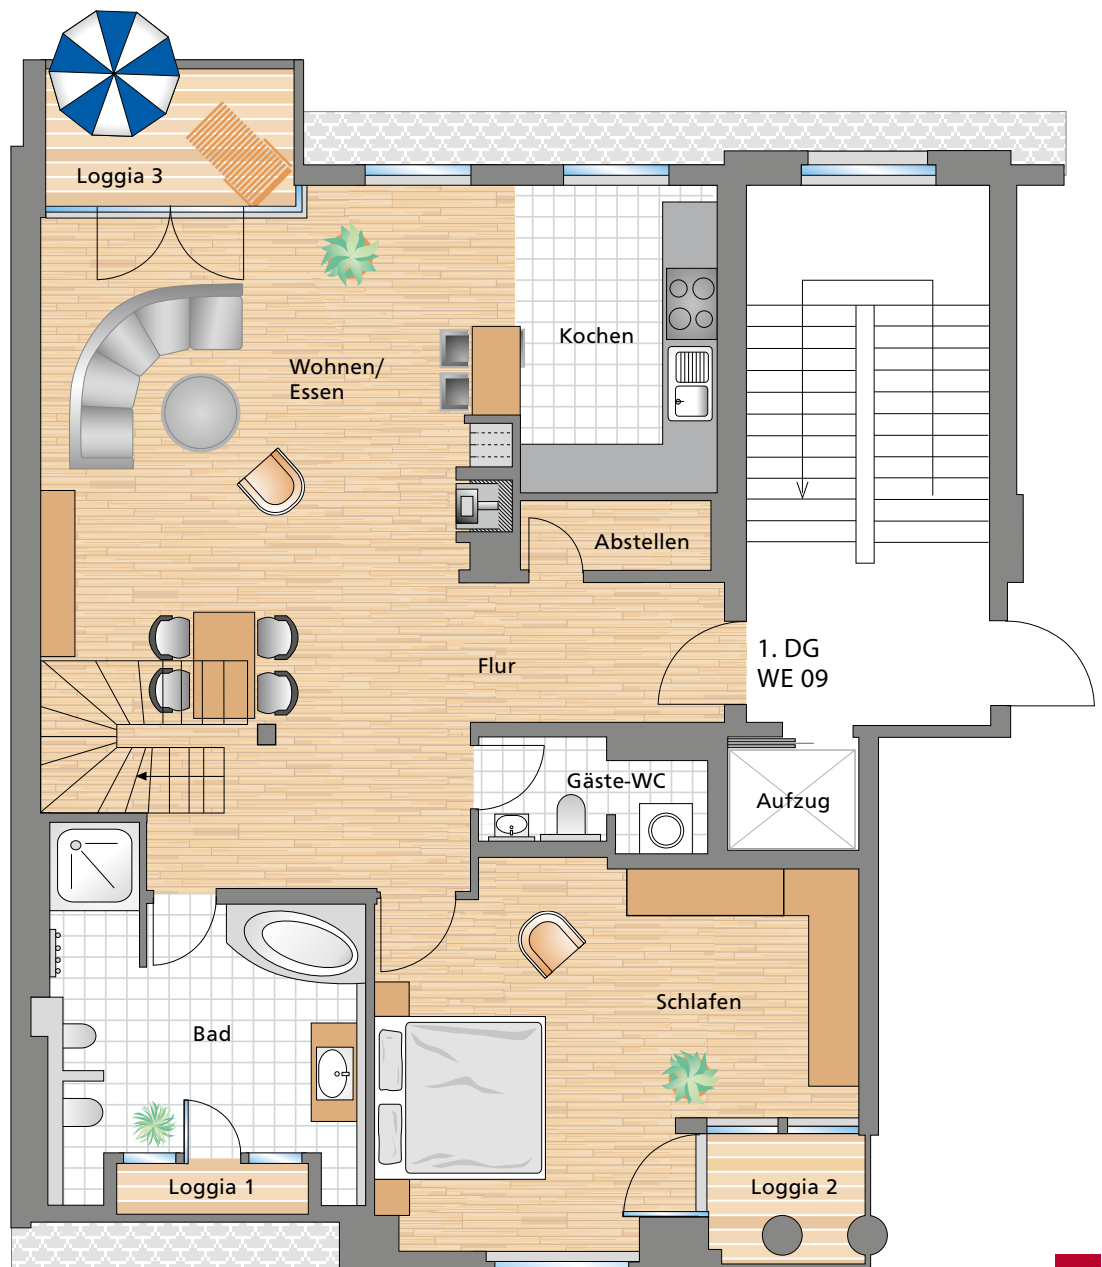 Loggia 3
Kochen
Wohnen/
Essen
Abstellen
1. DG
WE 09
Flur
Gäste-WC
Aufzug
Schlafen
Bad
Loggia 1
Loggia 2